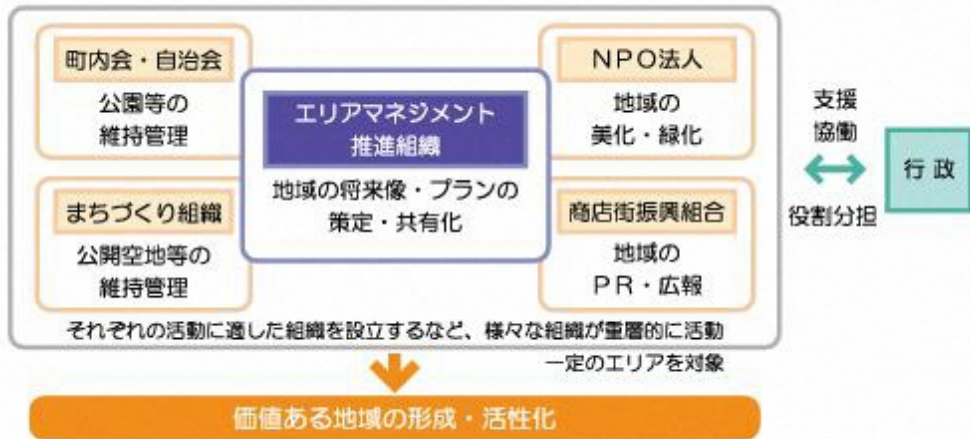 町内会・自治会
公園等の
維持管理
NPO法人
地域の
美化・緑化
エリアマネジメント
推進組織
地域の将来像・プランの
策定・共有化
まちづくり組織
公開空地等の
維持管理
商店街振興組合
地域の
PR・広報
それぞれの活動に適した組織を設立するなど、様々な組織が重層的に活動
一定のエリアを対象
支援
協働
役割分担
行政
価値ある地域の形成・活性化